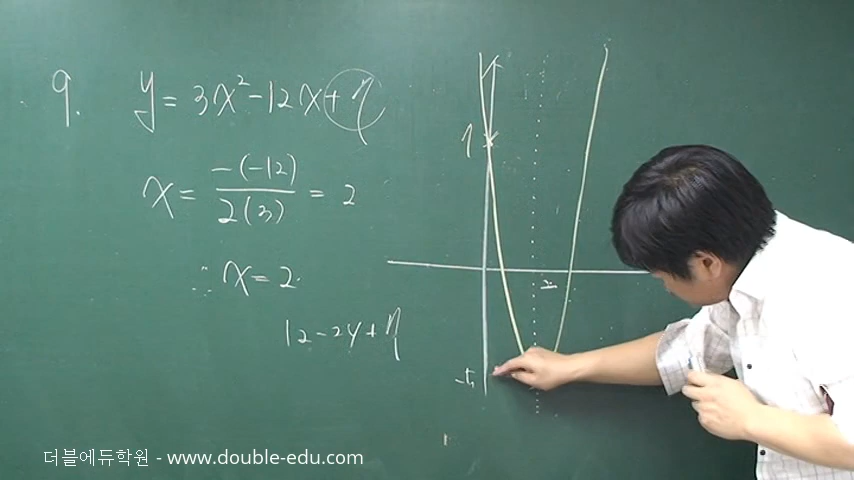 9. y = 3x² - 12x + 7
x = -(-12) / 2(3) = 2
∴ x = 2
12 - 24 + 7
7
2
-5
더블에듀학원 - www.double-edu.com